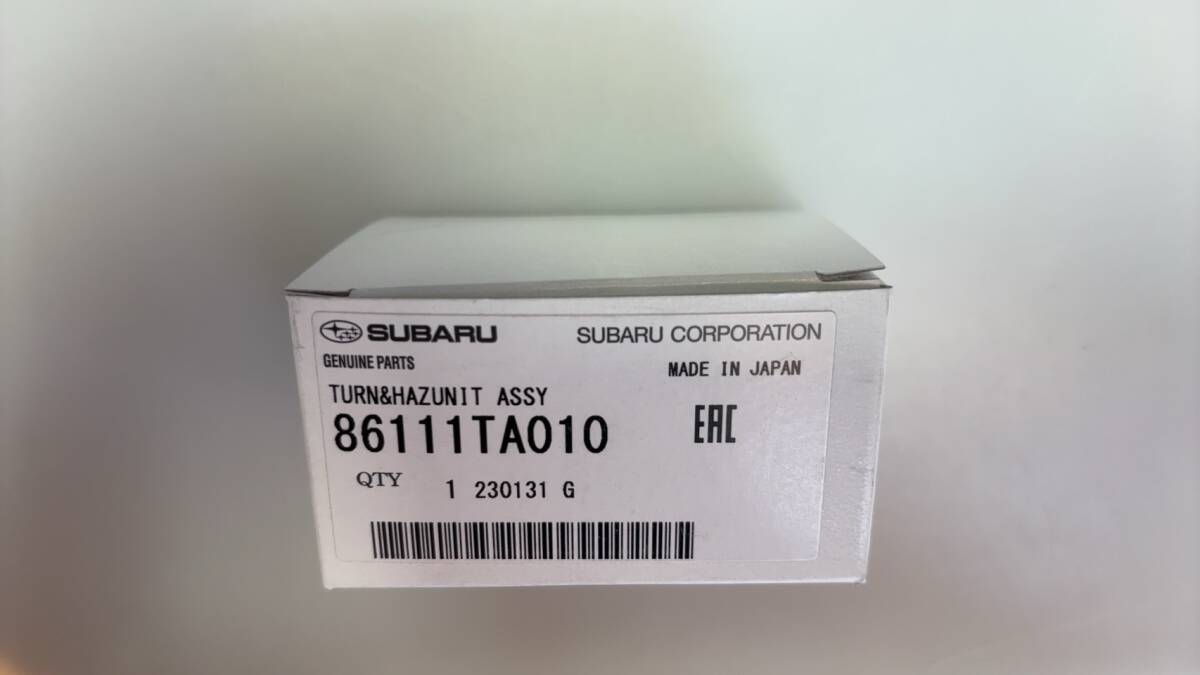 SUBARU SUBARU CORPORATION
GENUINE PARTS MADE IN JAPAN
TURN&HAZUNIT ASSY
86111TA010 EAC
QTY 1 230131 G